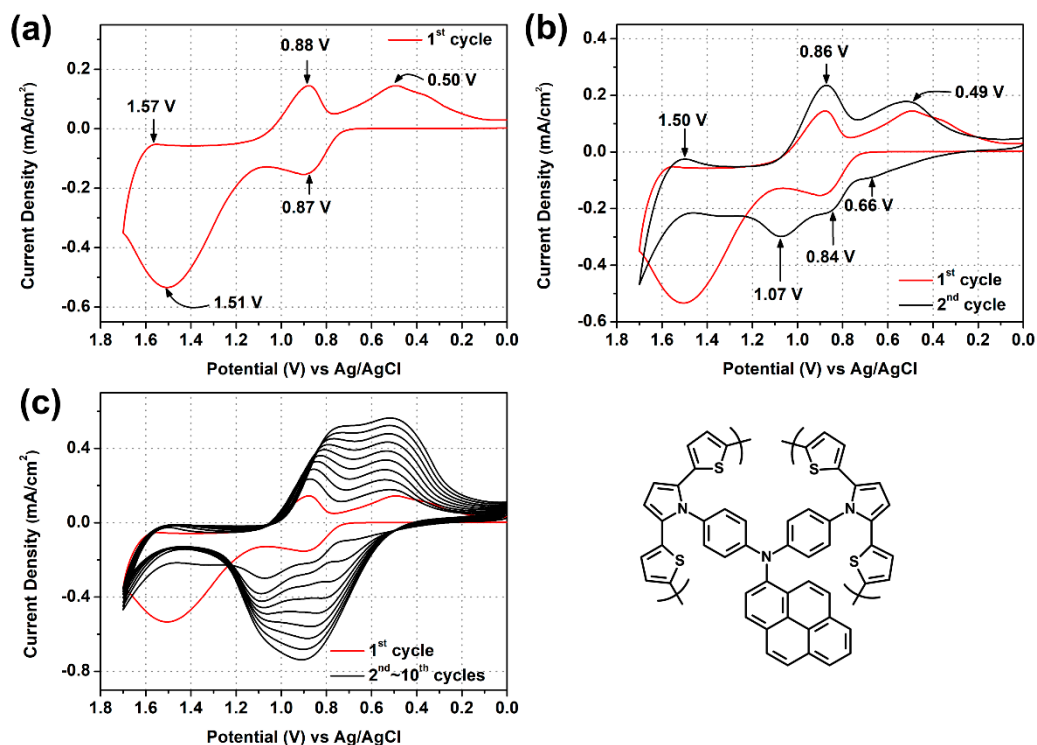 (a)
1st cycle
0.88 V
0.50 V
1.57 V
0.87 V
1.51 V
0.2
0.0
-0.2
-0.4
-0.6
Current Density (mA/cm2)
1.8 1.6 1.4 1.2 1.0 0.8 0.6 0.4 0.2 0.0
Potential (V) vs Ag/AgCl
(b)
0.86 V
0.49 V
1.50 V
0.66 V
0.84 V
1.07 V
1st cycle
2nd cycle
0.4
0.2
0.0
-0.2
-0.4
-0.6
Current Density (mA/cm2)
1.8 1.6 1.4 1.2 1.0 0.8 0.6 0.4 0.2 0.0
Potential (V) vs Ag/AgCl
(c)
1st cycle
2nd~10th cycles
0.4
0.0
-0.4
-0.8
Current Density (mA/cm2)
1.8 1.6 1.4 1.2 1.0 0.8 0.6 0.4 0.2 0.0
Potential (V) vs Ag/AgCl
S S
N N
S S
N